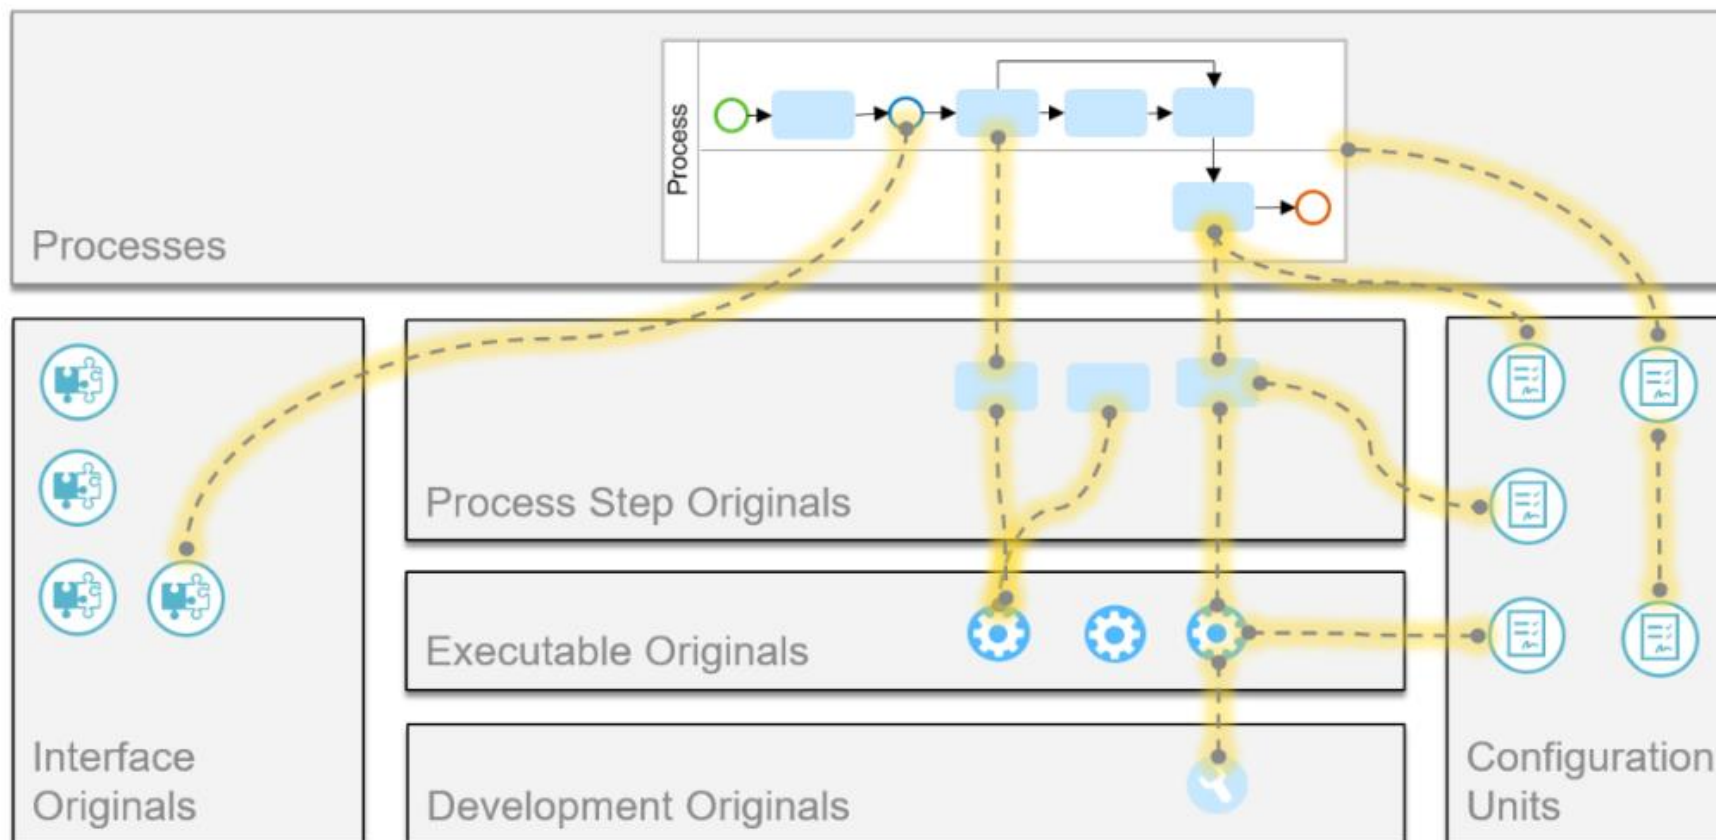 Process
Processes
Process Step Originals
Executable Originals
Interface
Originals
Development Originals
Configuration
Units